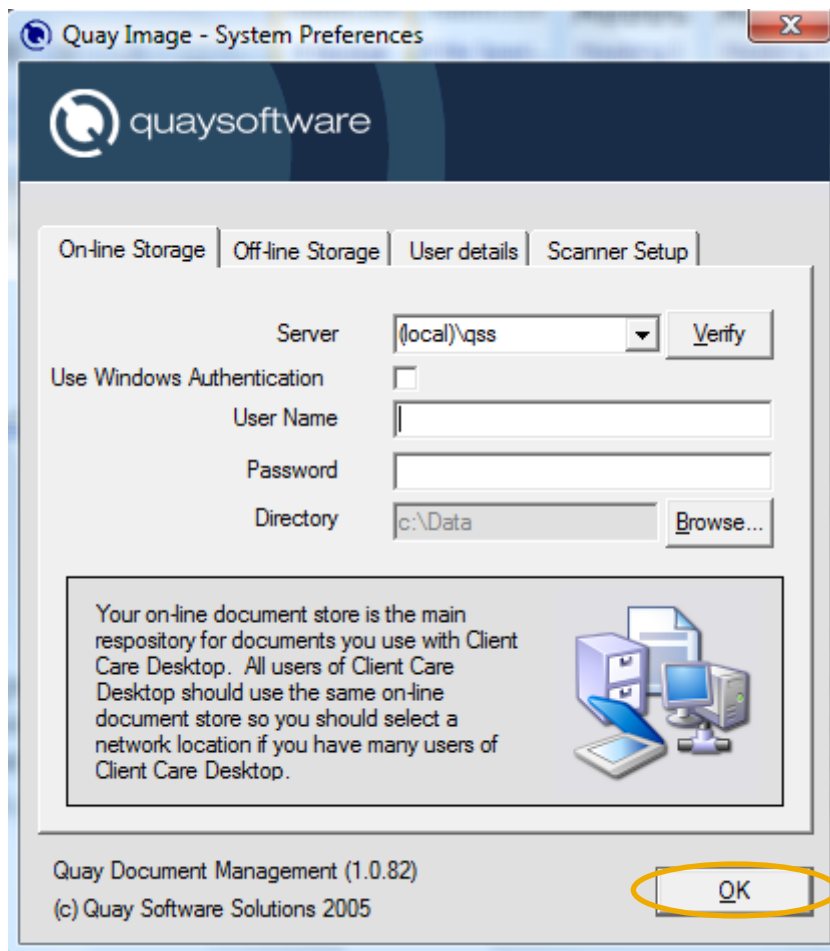 Quay Image - System Preferences
quaysoftware
On-line Storage Off-line Storage User details Scanner Setup
Server (local)\qss Verify
Use Windows Authentication
User Name
Password
Directory c:\Data Browse...
Your on-line document store is the main
respository for documents you use with Client
Care Desktop. All users of Client Care
Desktop should use the same on-line
document store so you should select a
network location if you have many users of
Client Care Desktop.
Quay Document Management (1.0.82)
(c) Quay Software Solutions 2005
OK